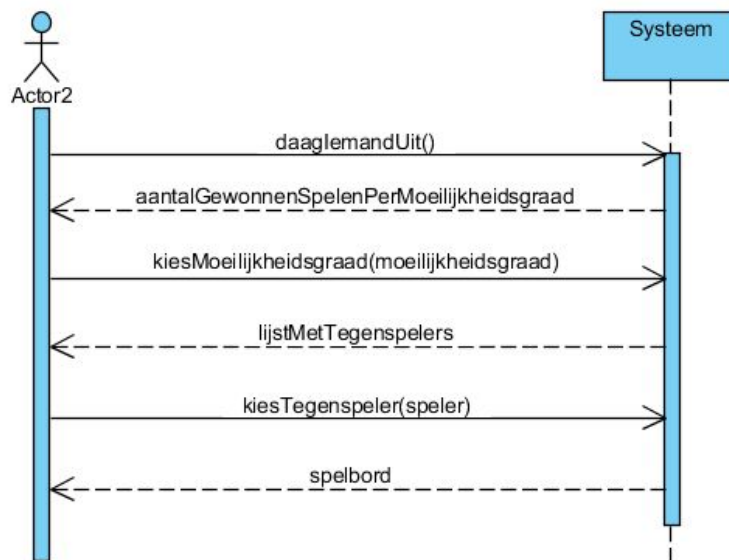 Systeem
Actor2
daagIemandUit()
aantalGewonnenSpelenPerMoeilijkheidsgraad
kiesMoeilijkheidsgraad(moeilijkheidsgraad)
lijstMetTegenspelers
kiesTegenspeler(speler)
spelbord